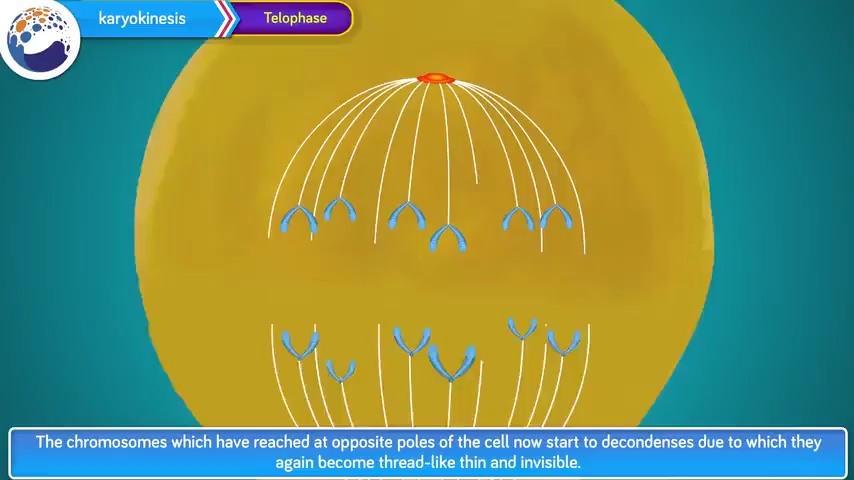 karyokinesis
Telophase
The chromosomes which have reached at opposite poles of the cell now start to decondenses due to which they
again become thread-like thin and invisible.